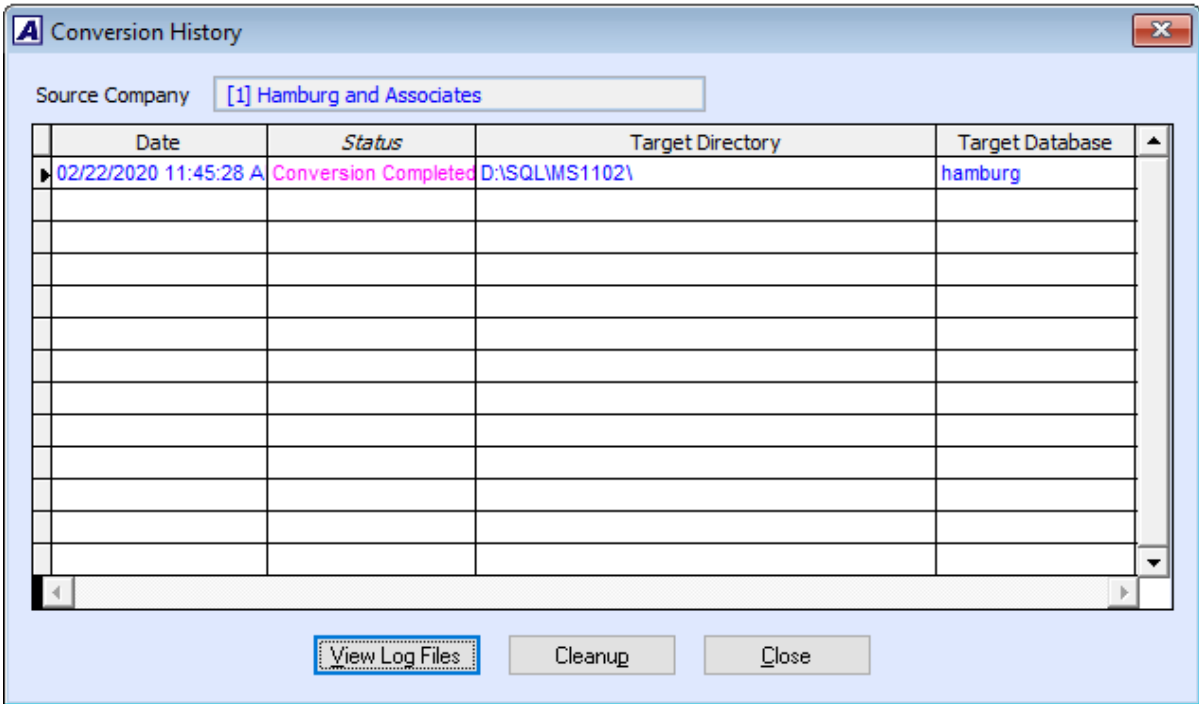 A Conversion History
Source Company [1] Hamburg and Associates
Date Status Target Directory Target Database
02/22/2020 11:45:28 A Conversion Completed D:\SQL\MS1102\ hamburg
View Log Files Cleanup Close